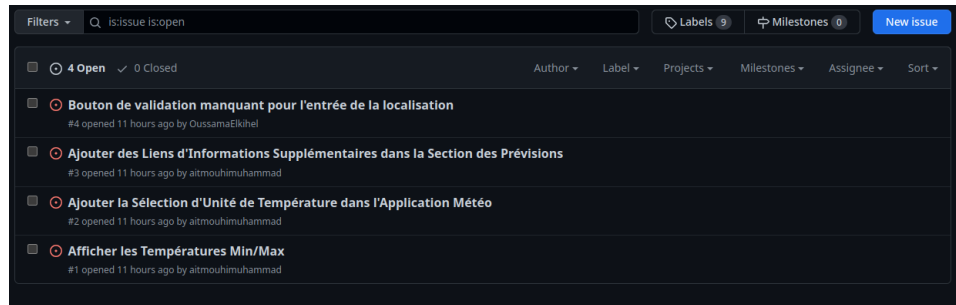 Filters is:issue is:open Labels 9 Milestones 0 New issue
4 Open 0 Closed Author Label Projects Milestones Assignee Sort
Bouton de validation manquant pour l'entrée de la localisation
#4 opened 11 hours ago by OussamaElkihel
Ajouter des Liens d'Informations Supplémentaires dans la Section des Prévisions
#3 opened 11 hours ago by aitmouhimuhammad
Ajouter la Sélection d'Unité de Température dans l'Application Météo
#2 opened 11 hours ago by aitmouhimuhammad
Afficher les Températures Min/Max
#1 opened 11 hours ago by aitmouhimuhammad